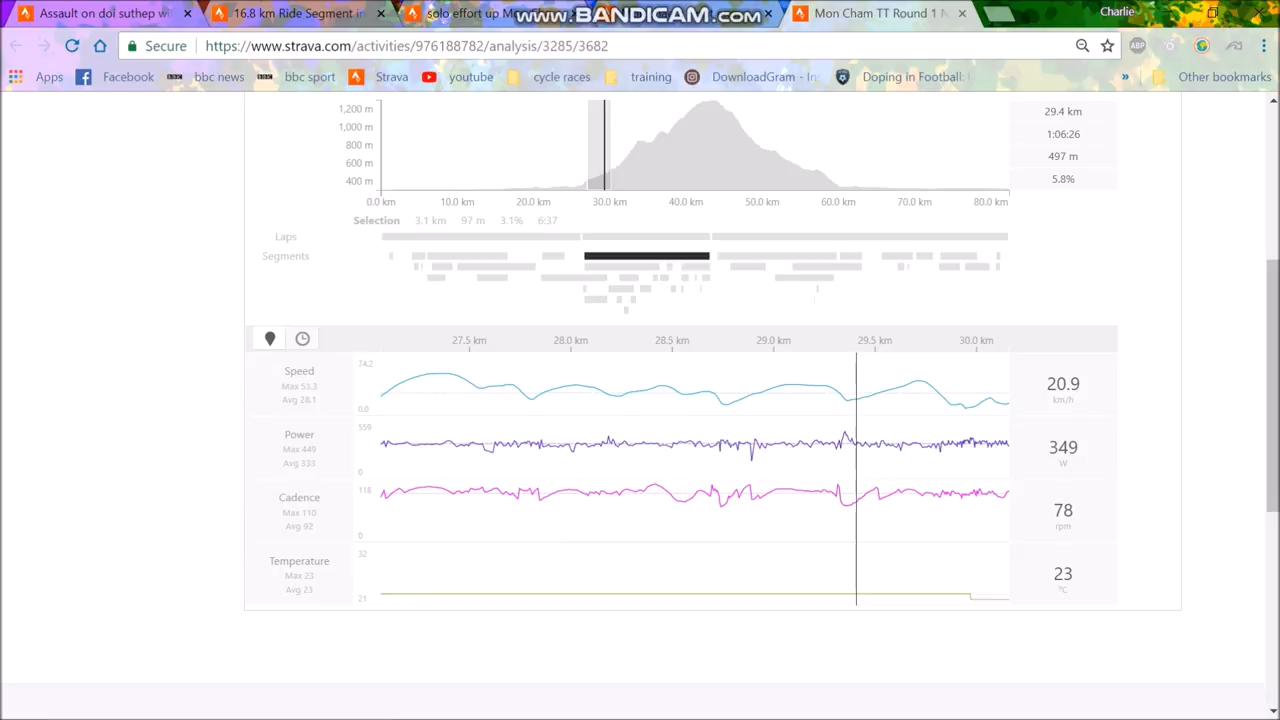 Assault on doi suthep wi
16.8 km Ride Segment in
solo effort up M
www.BANDICAM.com
Mon Cham TT Round 1 N
Charlie
Secure
https://www.strava.com/activities/976188782/analysis/3285/3682
ABP
Apps
Facebook
BBC
bbc news
BBC
bbc sport
Strava
youtube
cycle races
training
DownloadGram - In
Doping in Football:
»
Other bookmarks
1,200 m
1,000 m
800 m
600 m
400 m
29.4 km
1:06:26
497 m
5.8%
0.0 km 10.0 km 20.0 km 30.0 km 40.0 km 50.0 km 60.0 km 70.0 km 80.0 km
Selection 3.1 km 97 m 3.1% 6:37
Laps
Segments
27.5 km 28.0 km 28.5 km 29.0 km 29.5 km 30.0 km
Speed
Max 53.3
Avg 28.1
74.2
0.0
20.9
km/h
Power
Max 449
Avg 333
559
0
349
W
Cadence
Max 110
Avg 92
118
0
78
rpm
Temperature
Max 23
Avg 23
32
21
23
°C